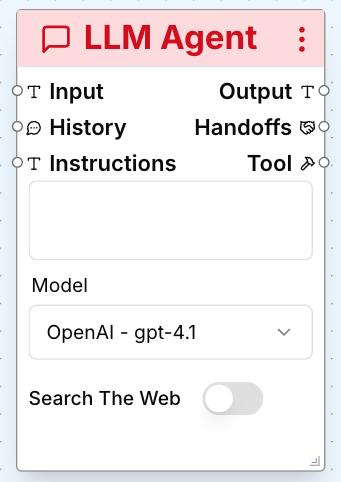 LLM Agent
Input Output
History Handoffs
Instructions Tool
Model
OpenAI - gpt-4.1
Search The Web